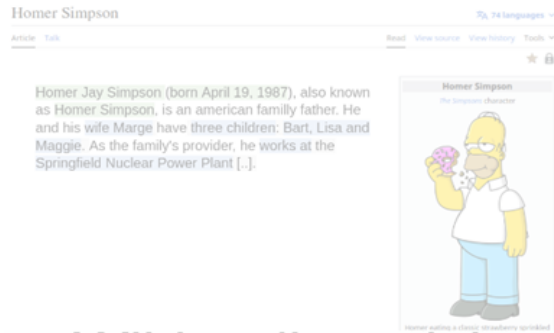 Homer Simpson
74 languages
Article Talk
Read View source View history Tools
Homer Jay Simpson (born April 19, 1987), also known
as Homer Simpson, is an american familly father. He
and his wife Marge have three children: Bart, Lisa and
Maggie. As the family's provider, he works at the
Springfield Nuclear Power Plant [..].
Homer Simpson
The Simpsons character
Homer eating a classic strawberry sprinkled